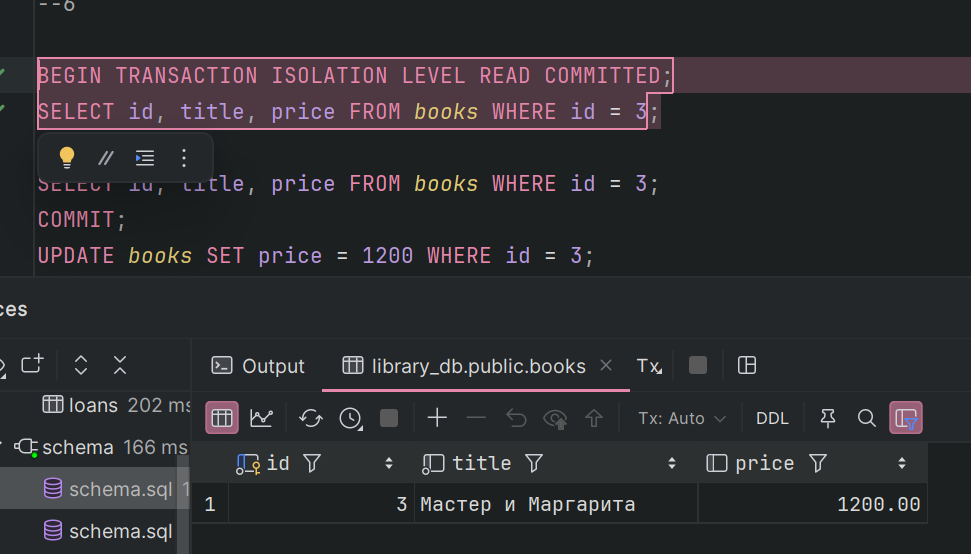 --6
BEGIN TRANSACTION ISOLATION LEVEL READ COMMITTED;
SELECT id, title, price FROM books WHERE id = 3;
SELECT id, title, price FROM books WHERE id = 3;
COMMIT;
UPDATE books SET price = 1200 WHERE id = 3;
ces
Output
library_db.public.books
Tx
loans 202 ms
schema 166 ms
schema.sql 1
schema.sql
Tx: Auto
DDL
id title price
1 3 Мастер и Маргарита 1200.00